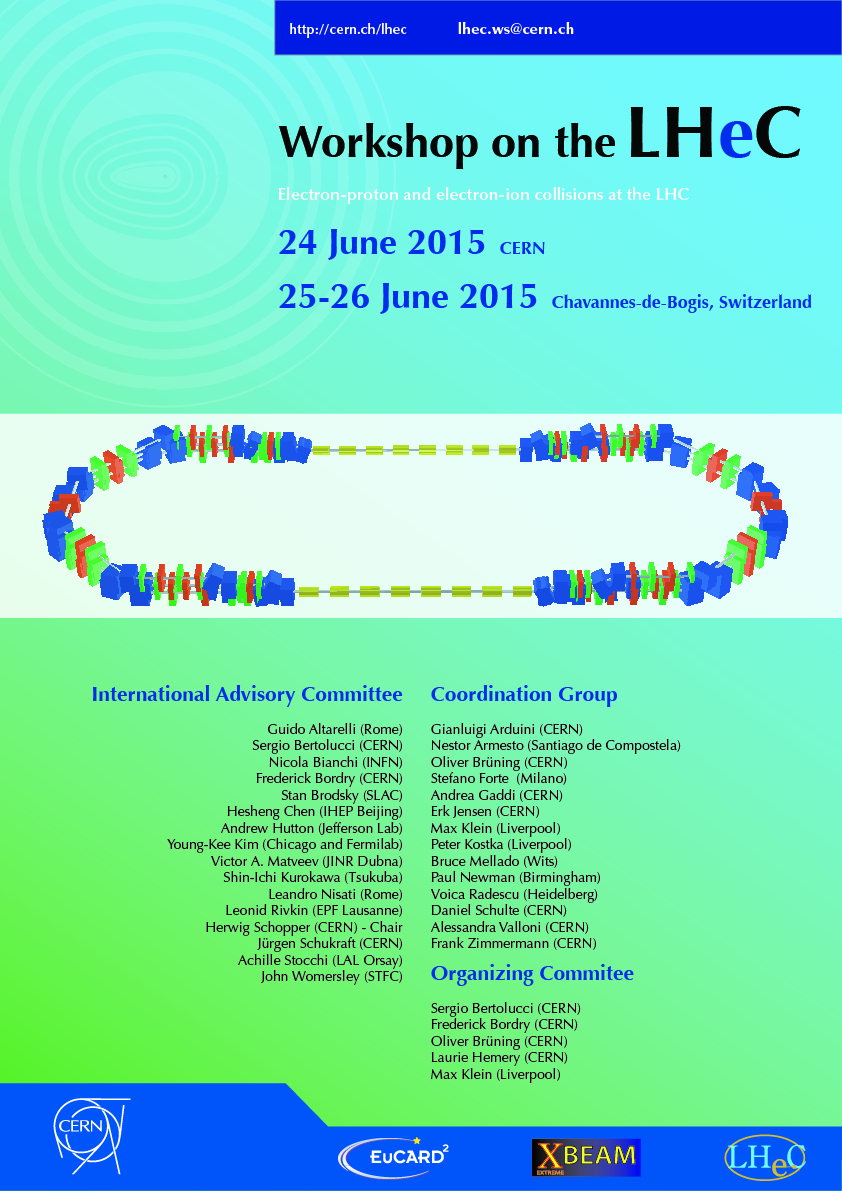 http://cern.ch/lhec lhec.ws@cern.ch
Workshop on the LHeC
Electron-proton and electron-ion collisions at the LHC
24 June 2015 CERN
25-26 June 2015 Chavannes-de-Bogis, Switzerland
International Advisory Committee
Guido Altarelli (Rome)
Sergio Bertolucci (CERN)
Nicola Bianchi (INFN)
Frederick Bordry (CERN)
Stan Brodsky (SLAC)
Hesheng Chen (IHEP Beijing)
Andrew Hutton (Jefferson Lab)
Young-Kee Kim (Chicago and Fermilab)
Victor A. Matveev (JINR Dubna)
Shin-Ichi Kurokawa (Tsukuba)
Leandro Nisati (Rome)
Leonid Rivkin (EPF Lausanne)
Herwig Schopper (CERN) - Chair
Jürgen Schukraft (CERN)
Achille Stocchi (LAL Orsay)
John Womersley (STFC)
Coordination Group
Gianluigi Arduini (CERN)
Nestor Armesto (Santiago de Compostela)
Oliver Brüning (CERN)
Stefano Forte (Milano)
Andrea Gaddi (CERN)
Erk Jensen (CERN)
Max Klein (Liverpool)
Peter Kostka (Liverpool)
Bruce Mellado (Wits)
Paul Newman (Birmingham)
Voica Radescu (Heidelberg)
Daniel Schulte (CERN)
Alessandra Valloni (CERN)
Frank Zimmermann (CERN)
Organizing Commitee
Sergio Bertolucci (CERN)
Frederick Bordry (CERN)
Oliver Brüning (CERN)
Laurie Hemery (CERN)
Max Klein (Liverpool)
CERN
EuCARD²
XBEAM
EXTREME
LHeC